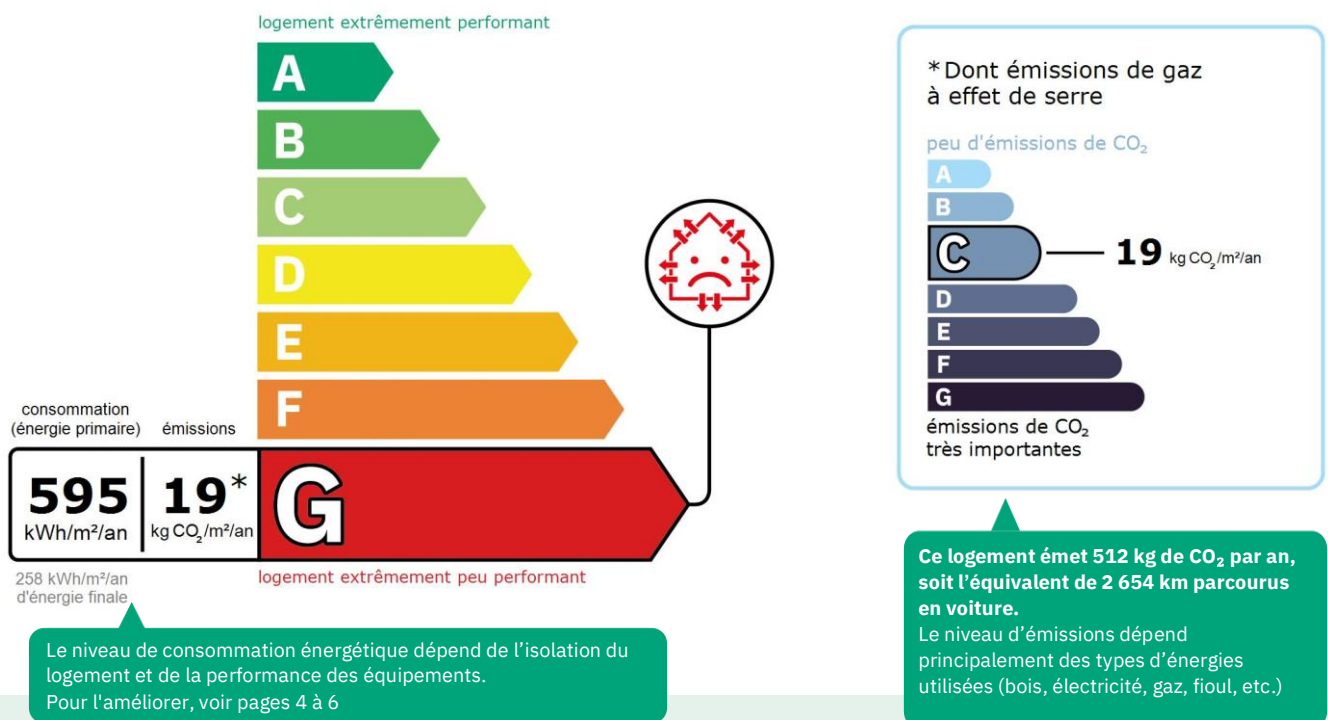 logement extrêmement performant
A
B
C
D
E
F
consommation
(énergie primaire)
émissions
595
kWh/m²/an
19*
kg CO₂/m²/an
G
258 kWh/m²/an
d'énergie finale
logement extrêmement peu performant
Le niveau de consommation énergétique dépend de l'isolation du
logement et de la performance des équipements.
Pour l'améliorer, voir pages 4 à 6
*Dont émissions de gaz
à effet de serre
peu d'émissions de CO₂
A
B
C
19 kg CO₂/m²/an
D
E
F
G
émissions de CO₂
très importantes
Ce logement émet 512 kg de CO₂ par an,
soit l'équivalent de 2 654 km parcourus
en voiture.
Le niveau d'émissions dépend
principalement des types d'énergies
utilisées (bois, électricité, gaz, fioul, etc.)